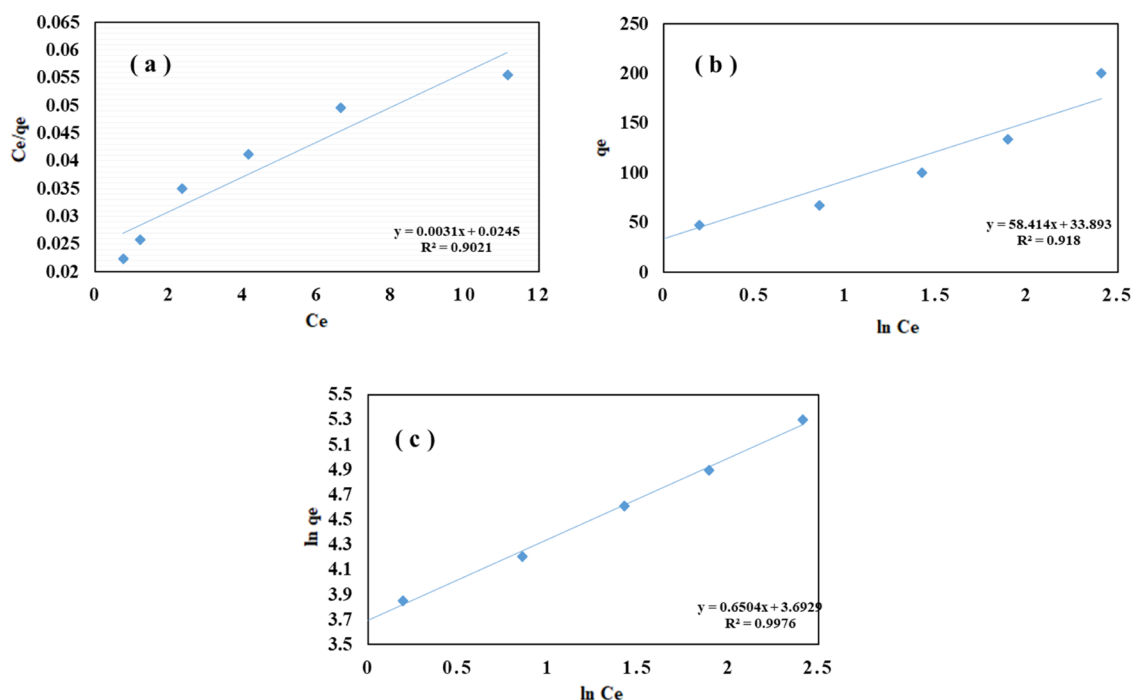 ( a )
Ce/qe
0.065
0.06
0.055
0.05
0.045
0.04
0.035
0.03
0.025
0.02
y = 0.0031x + 0.0245
R² = 0.9021
0 2 4 6 8 10 12
Ce
( b )
qe
250
200
150
100
50
0
y = 58.414x + 33.893
R² = 0.918
0 0.5 1 1.5 2 2.5
ln Ce
( c )
ln qe
5.5
5.3
5.1
4.9
4.7
4.5
4.3
4.1
3.9
3.7
3.5
y = 0.6504x + 3.6929
R² = 0.9976
0 0.5 1 1.5 2 2.5
ln Ce